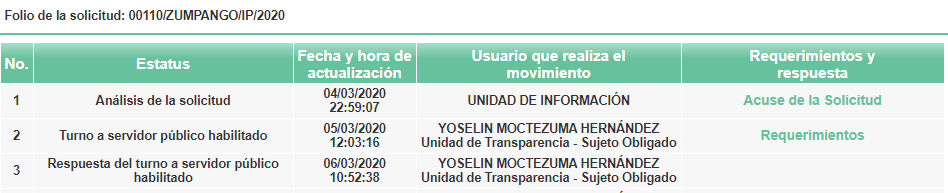 Folio de la solicitud: 00110/ZUMPANGO/IP/2020
No. Estatus Fecha y hora de actualización Usuario que realiza el movimiento Requerimientos y respuesta
1 Análisis de la solicitud 04/03/2020 22:59:07 UNIDAD DE INFORMACIÓN Acuse de la Solicitud
2 Turno a servidor público habilitado 05/03/2020 12:03:16 YOSELIN MOCTEZUMA HERNÁNDEZ Unidad de Transparencia - Sujeto Obligado Requerimientos
3 Respuesta del turno a servidor público habilitado 06/03/2020 10:52:38 YOSELIN MOCTEZUMA HERNÁNDEZ Unidad de Transparencia - Sujeto Obligado